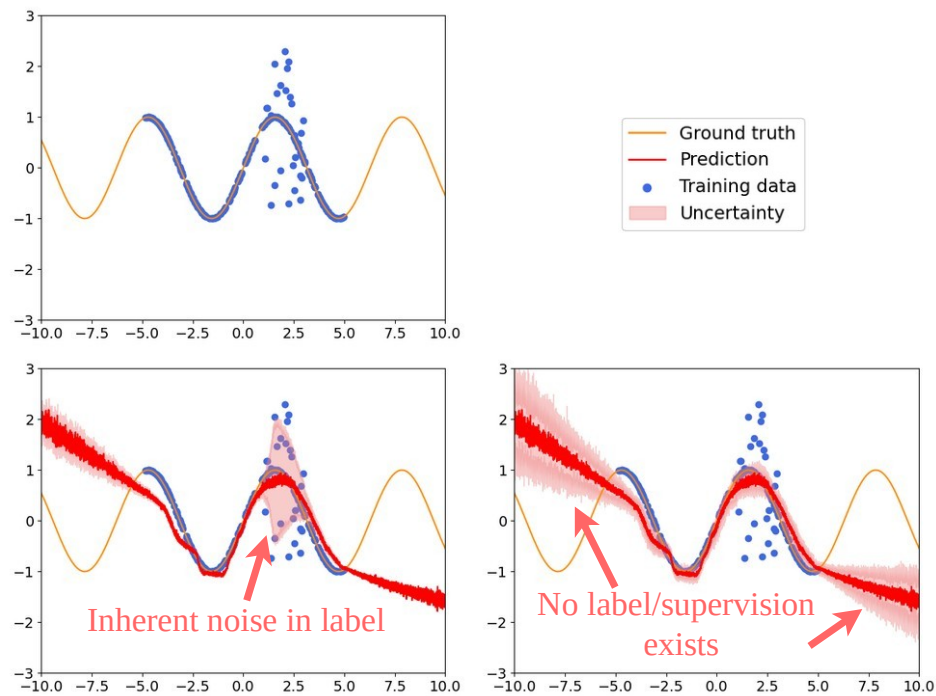 3
2
1
0
−1
−2
−3
−10.0 −7.5 −5.0 −2.5 0.0 2.5 5.0 7.5 10.0
Ground truth
Prediction
Training data
Uncertainty
3
2
1
0
−1
−2
−3
−10.0 −7.5 −5.0 −2.5 0.0 2.5 5.0 7.5 10.0
Inherent noise in label
3
2
1
0
−1
−2
−3
−10.0 −7.5 −5.0 −2.5 0.0 2.5 5.0 7.5 10.0
No label/supervision
exists